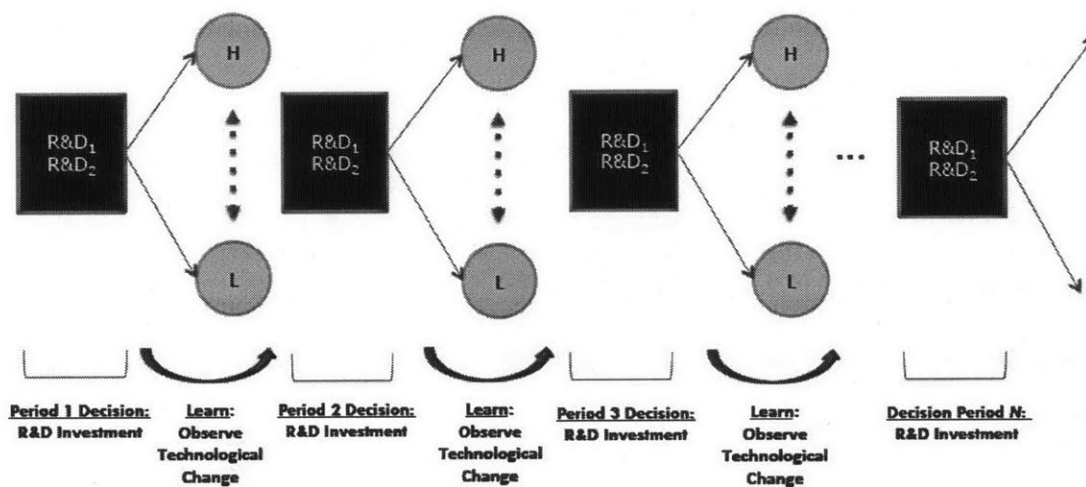 H
H
H
R&D₁
R&D₂
R&D₁
R&D₂
R&D₁
R&D₂
...
R&D₁
R&D₂
L
L
L
Period 1 Decision:
R&D Investment
Learn:
Observe
Technological
Change
Period 2 Decision:
R&D Investment
Learn:
Observe
Technological
Change
Period 3 Decision:
R&D Investment
Learn:
Observe
Technological
Change
Decision Period N:
R&D Investment